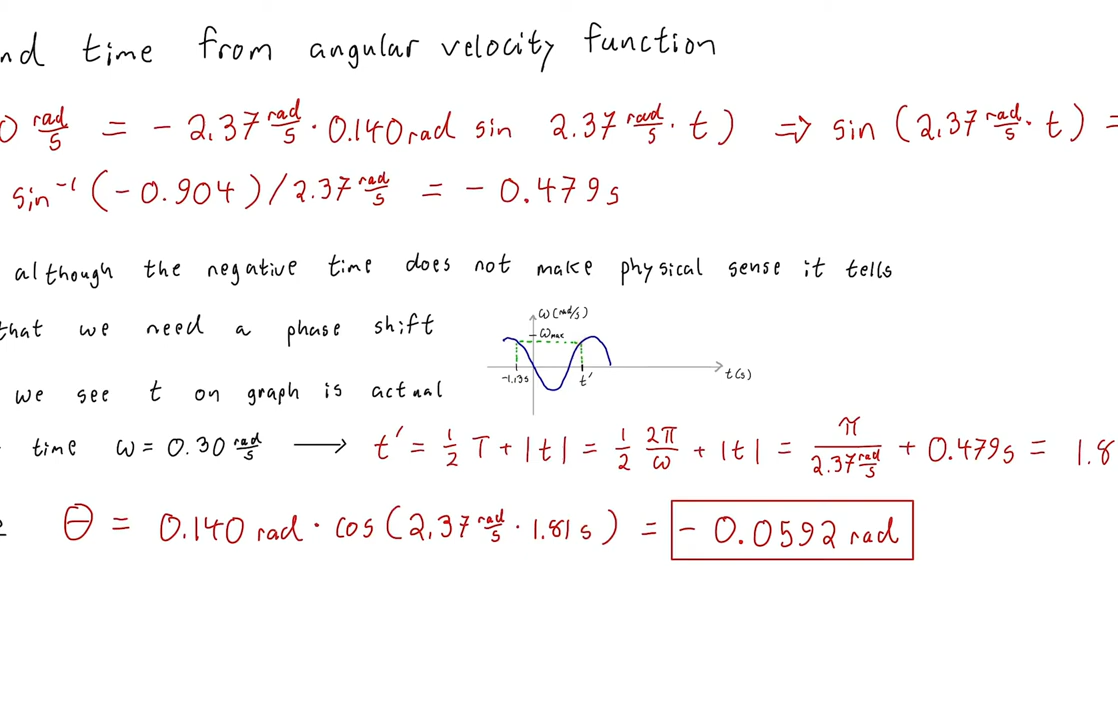 nd time from angular velocity function
0 rad/s = - 2.37 rad/s · 0.140 rad sin 2.37 rad/s · t) ⇒ sin (2.37 rad/s · t) =
sin⁻¹ (-0.904) / 2.37 rad/s = - 0.479 s
although the negative time does not make physical sense it tells
that we need a phase shift
ω (rad/s)
ωmax
-1.13s
t'
t(s)
we see t on graph is actual
time ω = 0.30 rad/s → t' = 1/2 T + |t| = 1/2 2π/ω + |t| = π/2.37 rad/s + 0.479 s = 1.8
θ = 0.140 rad · cos (2.37 rad/s · 1.81 s) = - 0.0592 rad